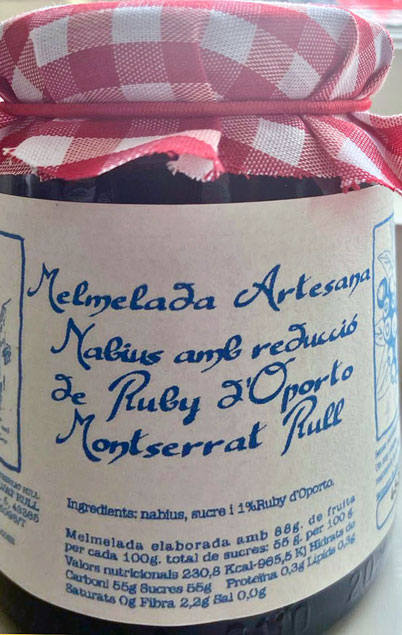 Melmelada Artesana
Nabius amb reducció
de Ruby d'Oporto
Montserrat Rull
Ingredients: nabius, sucre i 1%Ruby d'Oporto.
Melmelada elaborada amb 88g. de fruita
per cada 100g. total de sucres: 55 g. per 100 g.
Valors nutricionals 230,8 Kcal-965,5 Kj Hidrats de
Carboni 55g Sucres 55g Proteïna 0,3g Lípids 0,3g
Saturats 0g Fibra 2,2g Sal 0,0g
RULL